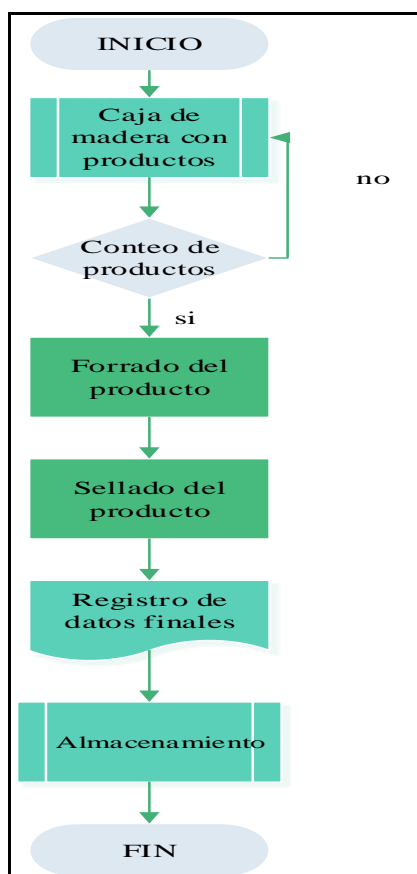 INICIO
Caja de
madera con
productos
no
Conteo de
productos
si
Forrado del
producto
Sellado del
producto
Registro de
datos finales
Almacenamiento
FIN